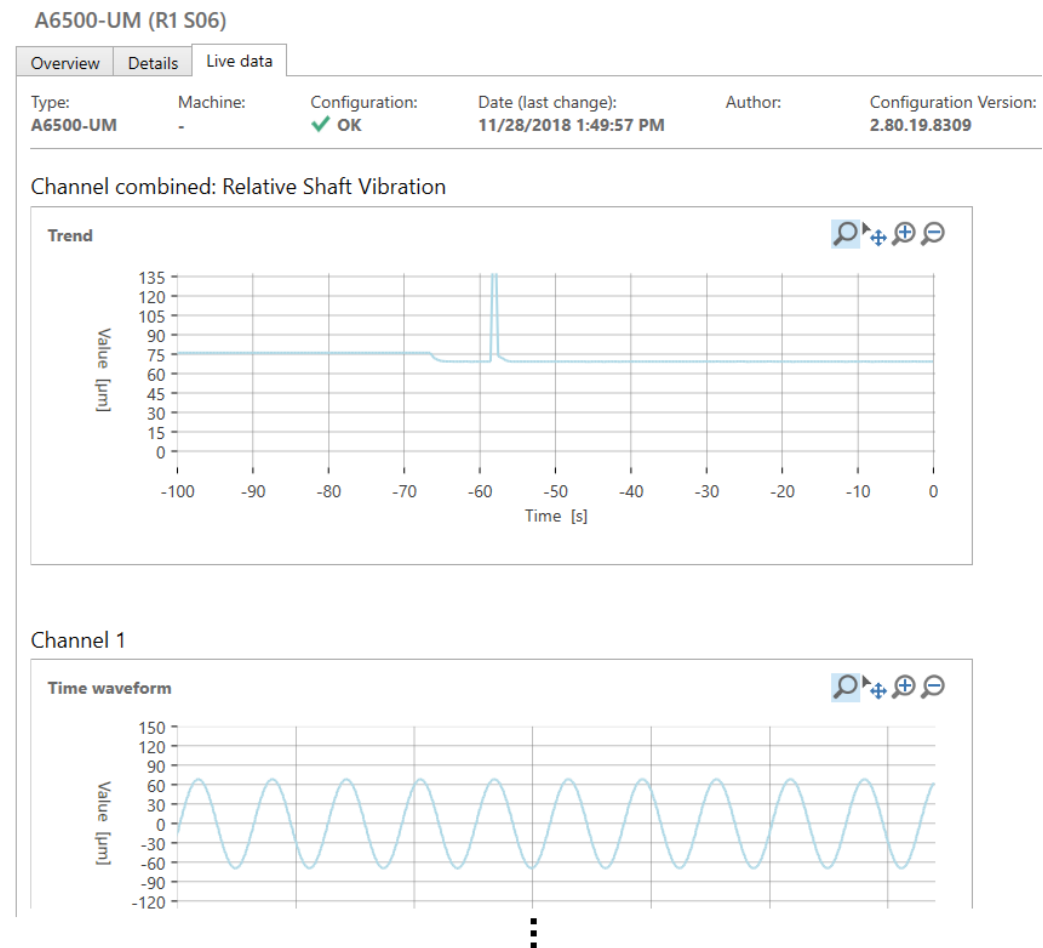 A6500-UM (R1 S06)
Overview Details Live data
Type: Machine: Configuration: Date (last change): Author: Configuration Version:
A6500-UM - OK 11/28/2018 1:49:57 PM 2.80.19.8309
Channel combined: Relative Shaft Vibration
Trend
135
120
105
90
75
60
45
30
15
0
Value [µm]
-100 -90 -80 -70 -60 -50 -40 -30 -20 -10 0
Time [s]
Channel 1
Time waveform
150
120
90
60
30
0
-30
-60
-90
-120
Value [µm]